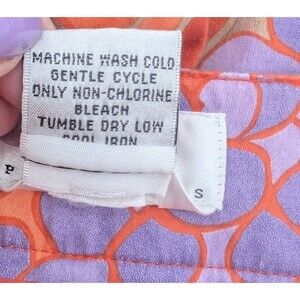 MACHINE WASH COLD
GENTLE CYCLE
ONLY NON-CHLORINE
BLEACH
TUMBLE DRY LOW
COOL IRON
P
S